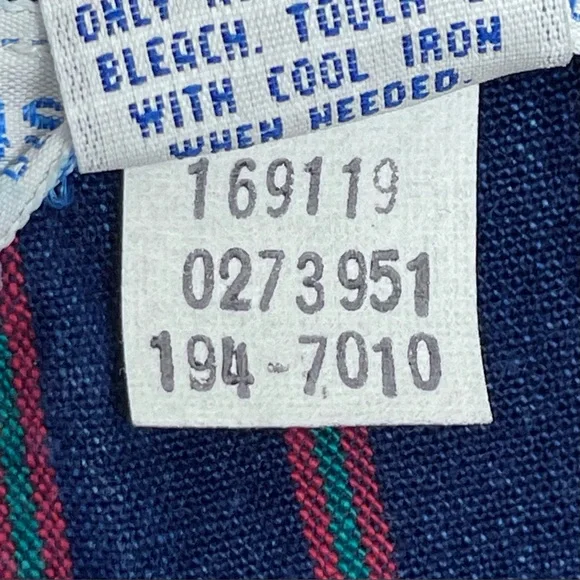 BLEACH. TOUCH
WITH COOL IRON
WHEN NEEDED.
169119
0273951
194-7010